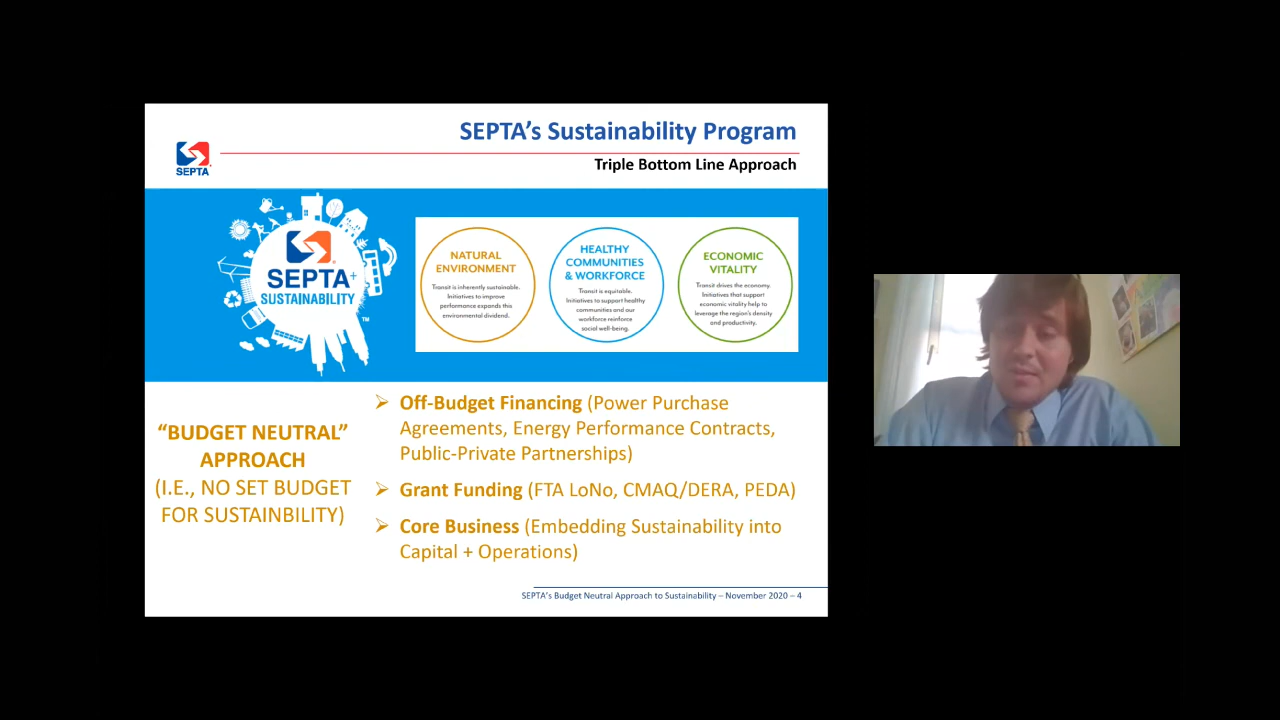 SEPTA's Sustainability Program
SEPTA
Triple Bottom Line Approach
SEPTA+
SUSTAINABILITY
TM
NATURAL
ENVIRONMENT
Transit is inherently sustainable.
Initiatives to improve
performance expands this
environmental dividend.
HEALTHY
COMMUNITIES
& WORKFORCE
Transit is equitable.
Initiatives to support healthy
communities and our
workforce reinforce
social well-being.
ECONOMIC
VITALITY
Transit drives the economy.
Initiatives that support
economic vitality help to
leverage the region's density
and productivity.
“BUDGET NEUTRAL”
APPROACH
(I.E., NO SET BUDGET
FOR SUSTAINBILITY)
➢ Off-Budget Financing (Power Purchase
Agreements, Energy Performance Contracts,
Public-Private Partnerships)
➢ Grant Funding (FTA LoNo, CMAQ/DERA, PEDA)
➢ Core Business (Embedding Sustainability into
Capital + Operations)
SEPTA's Budget Neutral Approach to Sustainability – November 2020 – 4